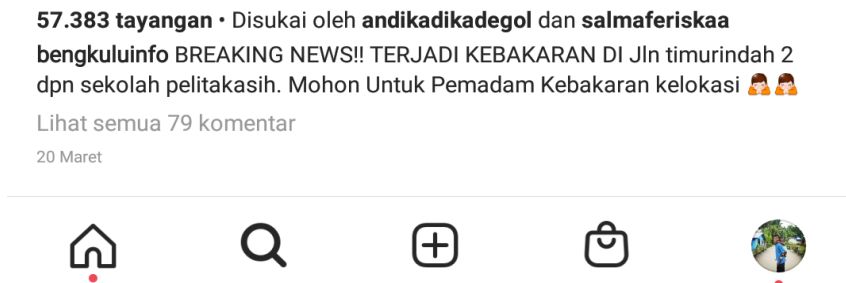 57.383 tayangan • Disukai oleh andikadikadegol dan salmaferiskaa
bengkuluinfo BREAKING NEWS!! TERJADI KEBAKARAN DI Jln timurindah 2
dpn sekolah pelitakasih. Mohon Untuk Pemadam Kebakaran kelokasi 🙇🙇
Lihat semua 79 komentar
20 Maret